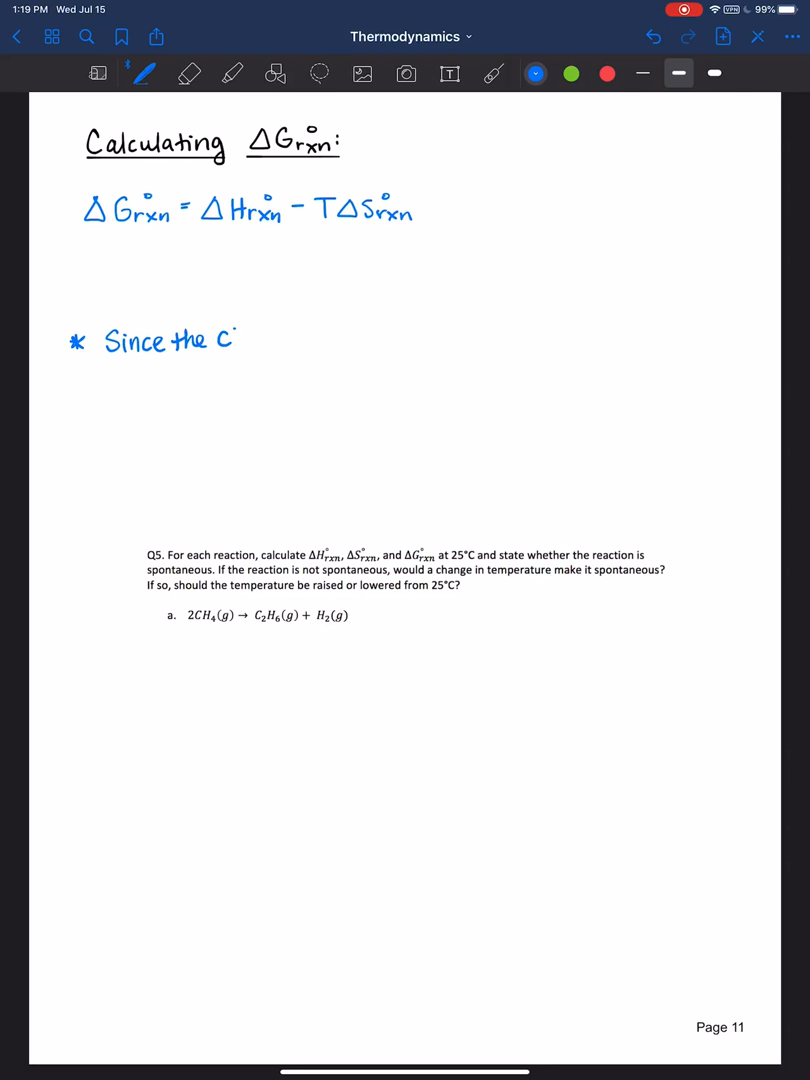 1:19 PM Wed Jul 15
VPN
99%
Thermodynamics
T
Calculating ΔG°rxn:
ΔG°rxn = ΔH°rxn - TΔS°rxn
* Since the c
Q5. For each reaction, calculate ΔH°rxn, ΔS°rxn, and ΔG°rxn at 25°C and state whether the reaction is
spontaneous. If the reaction is not spontaneous, would a change in temperature make it spontaneous?
If so, should the temperature be raised or lowered from 25°C?
a. 2CH₄(g) → C₂H₆(g) + H₂(g)
Page 11